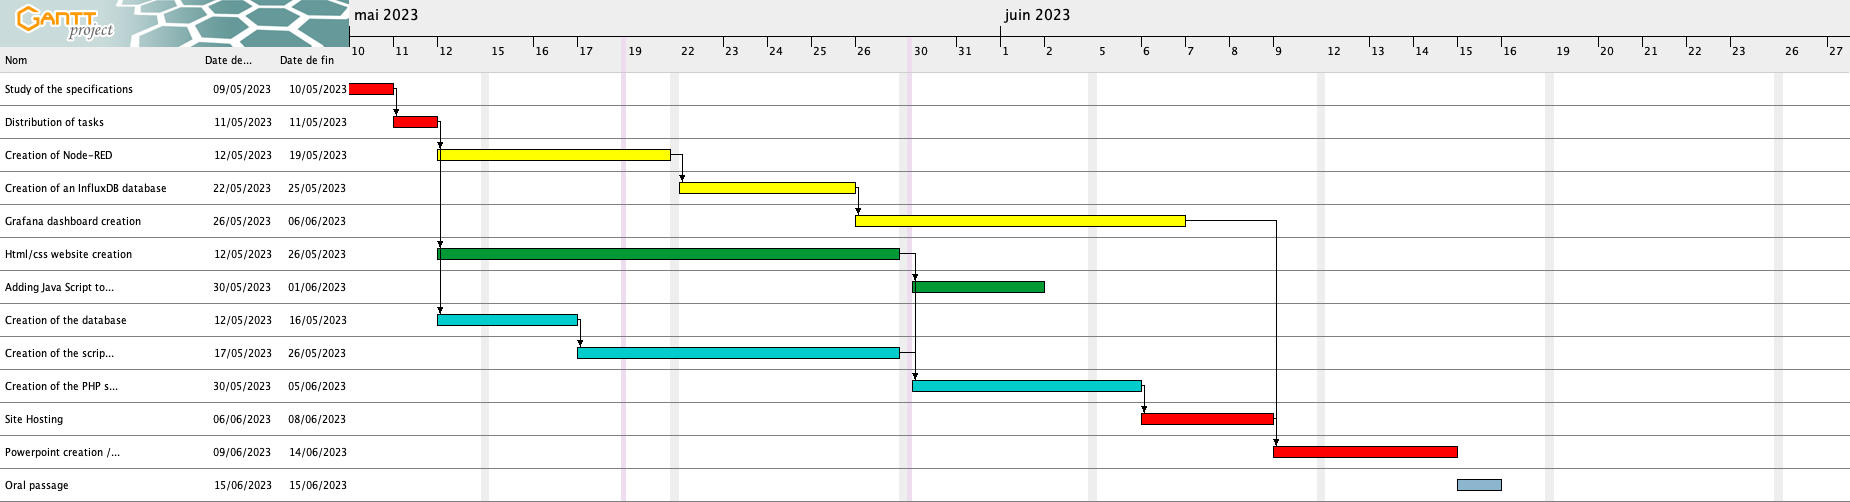 GANTT
project
mai 2023
juin 2023
10 11 12 15 16 17 19 22 23 24 25 26 30 31 1 2 5 6 7 8 9 12 13 14 15 16 19 20 21 22 23 26 27
Nom Date de... Date de fin
Study of the specifications 09/05/2023 10/05/2023
Distribution of tasks 11/05/2023 11/05/2023
Creation of Node-RED 12/05/2023 19/05/2023
Creation of an InfluxDB database 22/05/2023 25/05/2023
Grafana dashboard creation 26/05/2023 06/06/2023
Html/css website creation 12/05/2023 26/05/2023
Adding Java Script to... 30/05/2023 01/06/2023
Creation of the database 12/05/2023 16/05/2023
Creation of the scrip... 17/05/2023 26/05/2023
Creation of the PHP s... 30/05/2023 05/06/2023
Site Hosting 06/06/2023 08/06/2023
Powerpoint creation /... 09/06/2023 14/06/2023
Oral passage 15/06/2023 15/06/2023